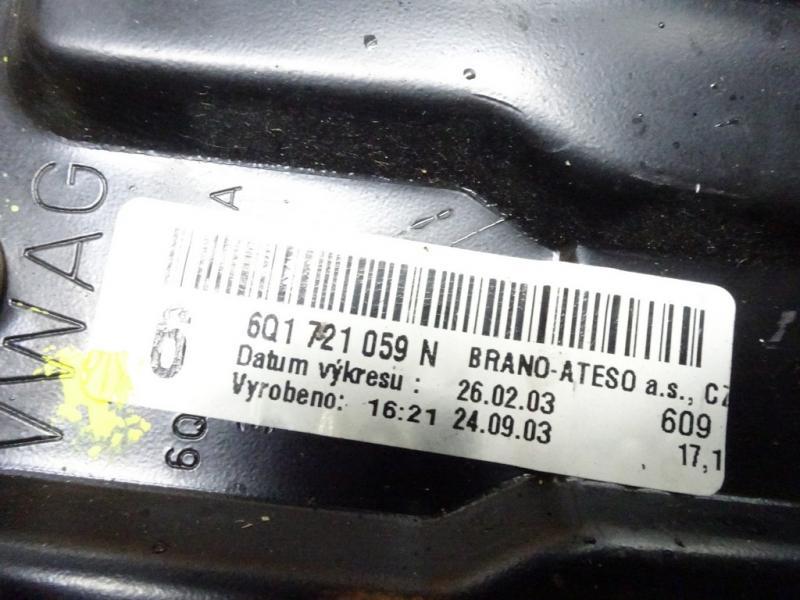 VWAG
A
6Q
6Q1 721 059 N BRANO-ATESO a.s., CZ
Datum výkresu : 26.02.03 609
Vyrobeno: 16:21 24.09.03 , 17,1